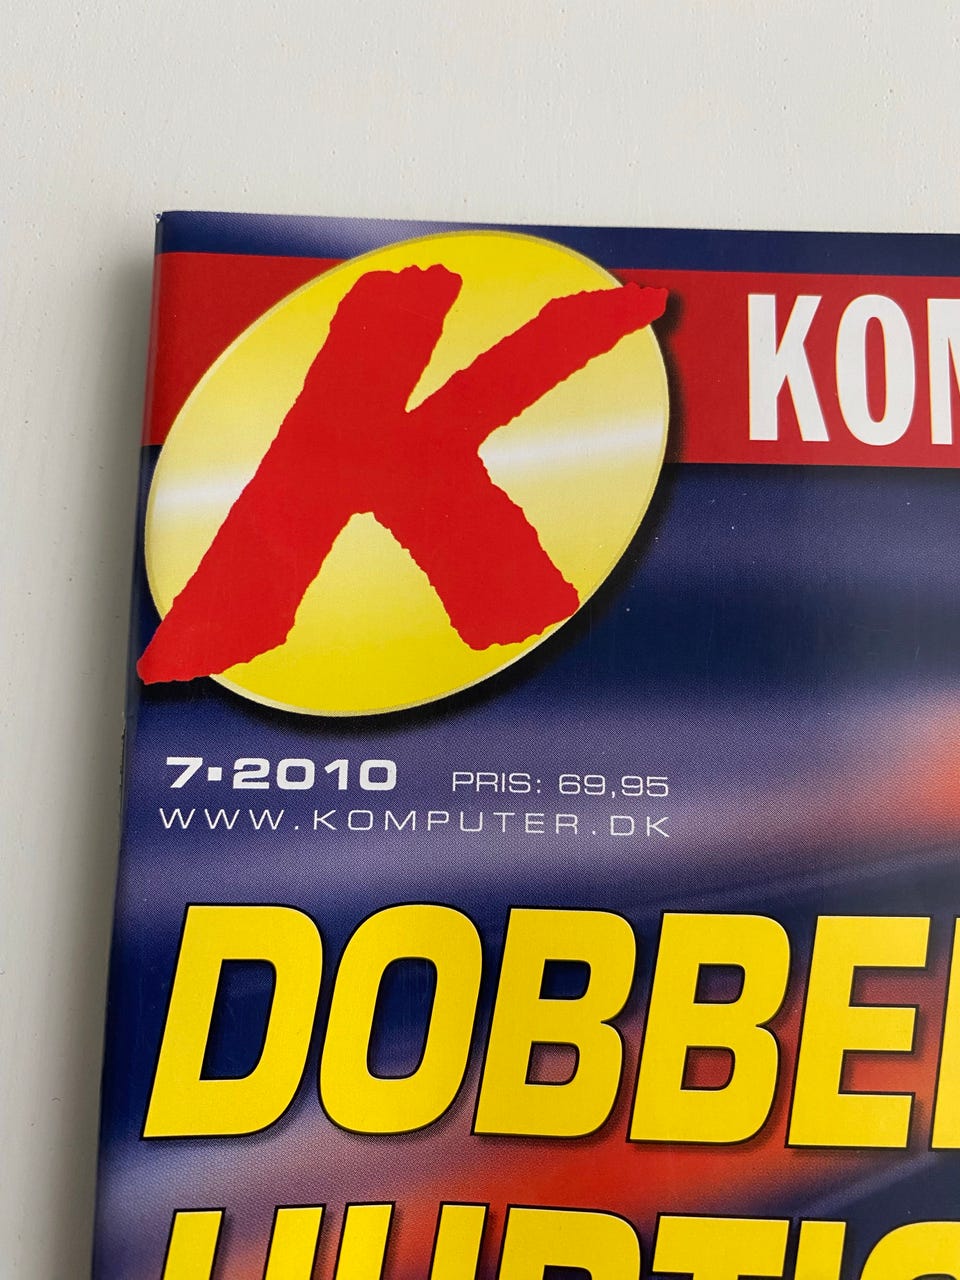 K
KOM
7·2010 PRIS: 69,95
WWW.KOMPUTER.DK
DOBBE